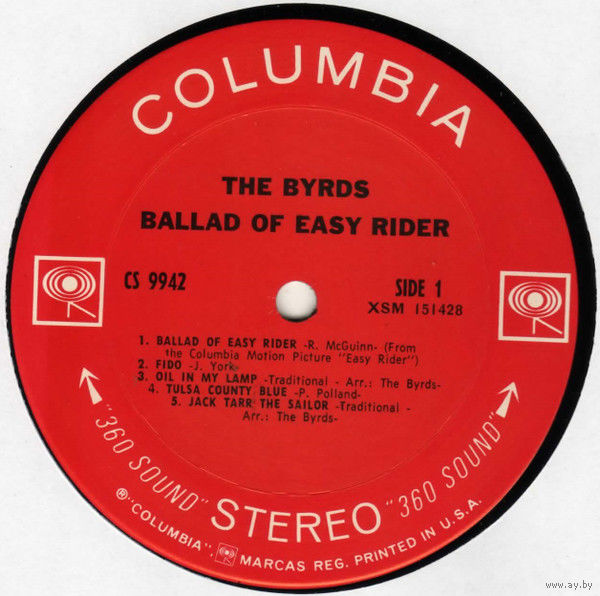 COLUMBIA
THE BYRDS
BALLAD OF EASY RIDER
CS 9942
SIDE 1
XSM 151428
1. BALLAD OF EASY RIDER -R. McGuinn- (From
the Columbia Motion Picture "Easy Rider")
2. FIDO -J. York-
3. OIL IN MY LAMP -Traditional - Arr.: The Byrds-
4. TULSA COUNTY BLUE -P. Polland-
5. JACK TARR THE SAILOR -Traditional -
Arr.: The Byrds-
"360 SOUND" STEREO "360 SOUND"
®"COLUMBIA", MARCAS REG. PRINTED IN U.S.A.
www.ay.by